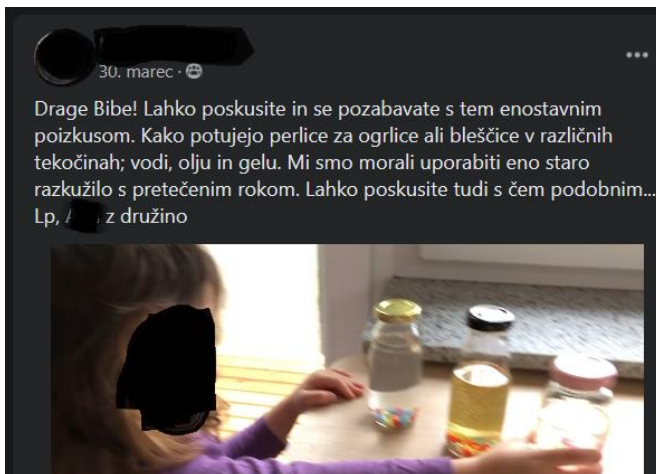 30. marec ·
Drage Bibe! Lahko poskusite in se pozabavate s tem enostavnim
poizkusom. Kako potujejo perlice za ogrlice ali bleščice v različnih
tekočinah; vodi, olju in gelu. Mi smo morali uporabiti eno staro
razkužilo s pretečenim rokom. Lahko poskusite tudi s čem podobnim...
Lp, z družino